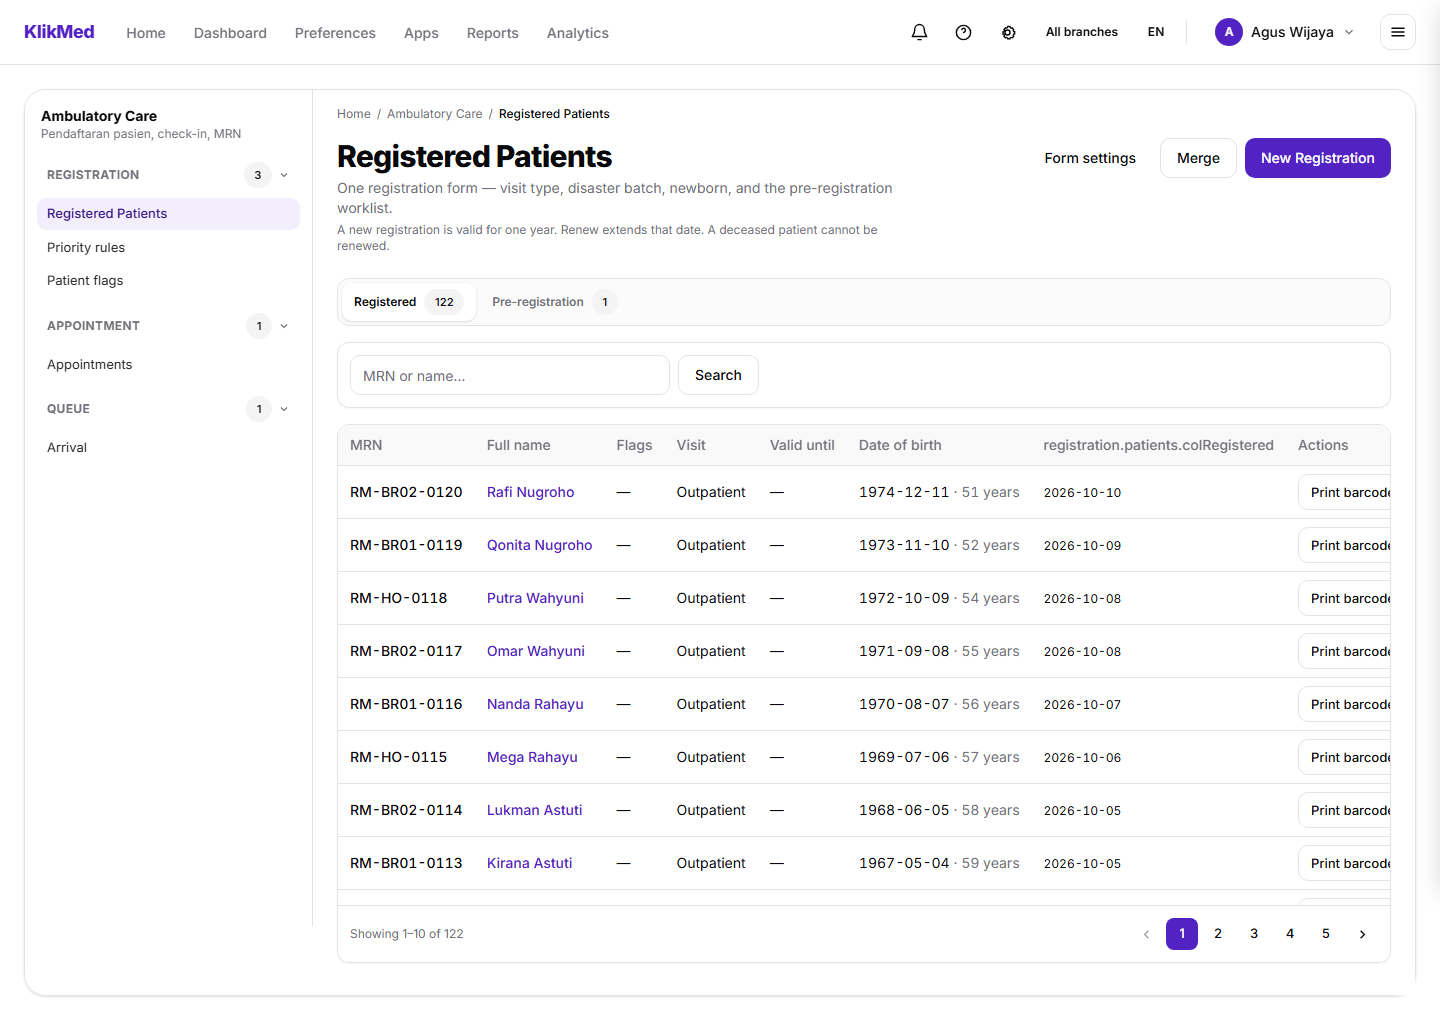 KlikMed
Home
Dashboard
Preferences
Apps
Reports
Analytics
All branches
EN
A
Agus Wijaya
Ambulatory Care
Pendaftaran pasien, check-in, MRN
REGISTRATION 3
Registered Patients
Priority rules
Patient flags
APPOINTMENT 1
Appointments
QUEUE 1
Arrival
Home / Ambulatory Care / Registered Patients
Registered Patients
Form settings
Merge
New Registration
One registration form — visit type, disaster batch, newborn, and the pre-registration
worklist.
A new registration is valid for one year. Renew extends that date. A deceased patient cannot be
renewed.
Registered 122
Pre-registration 1
MRN or name...
Search
MRN Full name Flags Visit Valid until Date of birth registration.patients.colRegistered Actions
RM-BR02-0120 Rafi Nugroho — Outpatient — 1974-12-11 · 51 years 2026-10-10 Print barcode
RM-BR01-0119 Qonita Nugroho — Outpatient — 1973-11-10 · 52 years 2026-10-09 Print barcode
RM-HO-0118 Putra Wahyuni — Outpatient — 1972-10-09 · 54 years 2026-10-08 Print barcode
RM-BR02-0117 Omar Wahyuni — Outpatient — 1971-09-08 · 55 years 2026-10-08 Print barcode
RM-BR01-0116 Nanda Rahayu — Outpatient — 1970-08-07 · 56 years 2026-10-07 Print barcode
RM-HO-0115 Mega Rahayu — Outpatient — 1969-07-06 · 57 years 2026-10-06 Print barcode
RM-BR02-0114 Lukman Astuti — Outpatient — 1968-06-05 · 58 years 2026-10-05 Print barcode
RM-BR01-0113 Kirana Astuti — Outpatient — 1967-05-04 · 59 years 2026-10-05 Print barcode
Showing 1–10 of 122
1 2 3 4 5